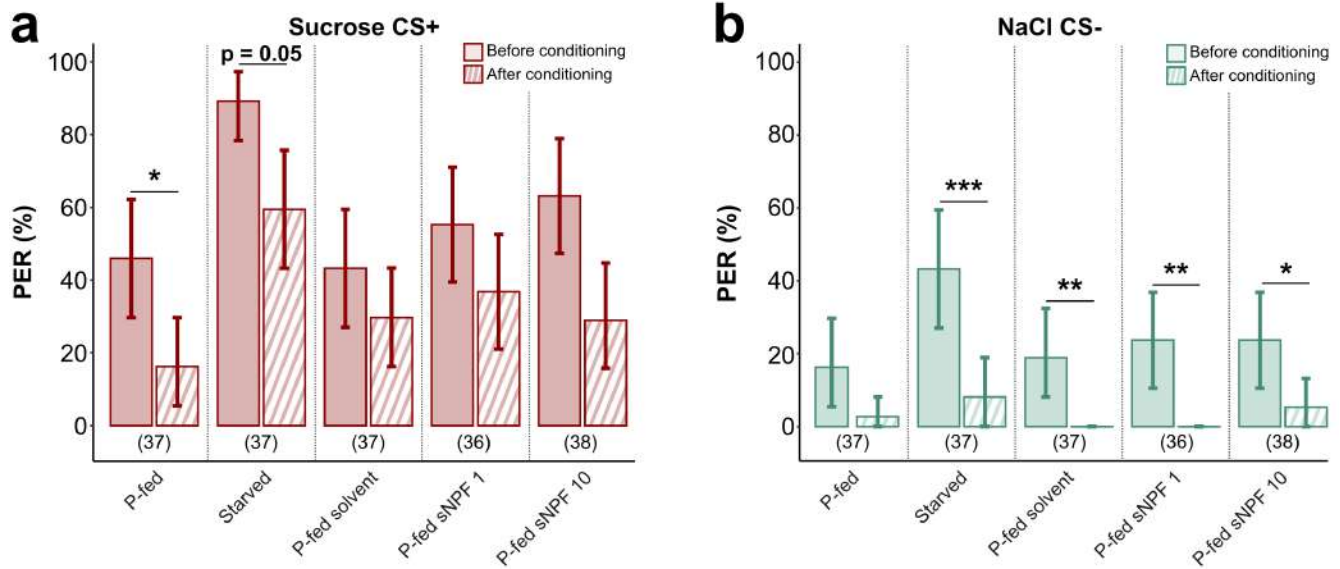 a
Sucrose CS+
Before conditioning
After conditioning
p = 0.05
*
PER (%)
100
80
60
40
20
0
(37)
(37)
(37)
(36)
(38)
P-fed
Starved
P-fed solvent
P-fed sNPF 1
P-fed sNPF 10
b
NaCl CS-
Before conditioning
After conditioning
***
**
**
*
PER (%)
100
80
60
40
20
0
(37)
(37)
(37)
(36)
(38)
P-fed
Starved
P-fed solvent
P-fed sNPF 1
P-fed sNPF 10